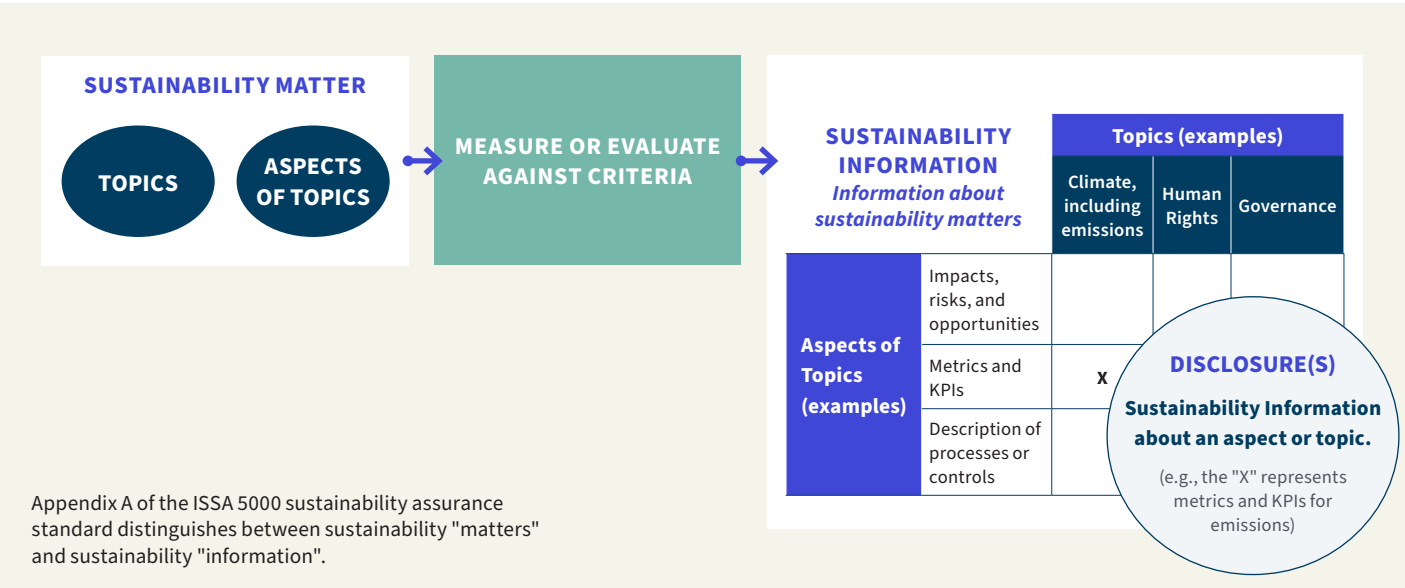 SUSTAINABILITY MATTER
TOPICS
ASPECTS
OF TOPICS
MEASURE OR EVALUATE
AGAINST CRITERIA
SUSTAINABILITY
INFORMATION
Information about
sustainability matters
Topics (examples)
Climate,
including
emissions
Human
Rights
Governance
Aspects of
Topics
(examples)
Impacts,
risks, and
opportunities
Metrics and
KPIs
X
Description of
processes or
controls
DISCLOSURE(S)
Sustainability Information
about an aspect or topic.
(e.g., the "X" represents
metrics and KPIs for
emissions)
Appendix A of the ISSA 5000 sustainability assurance
standard distinguishes between sustainability "matters"
and sustainability "information".